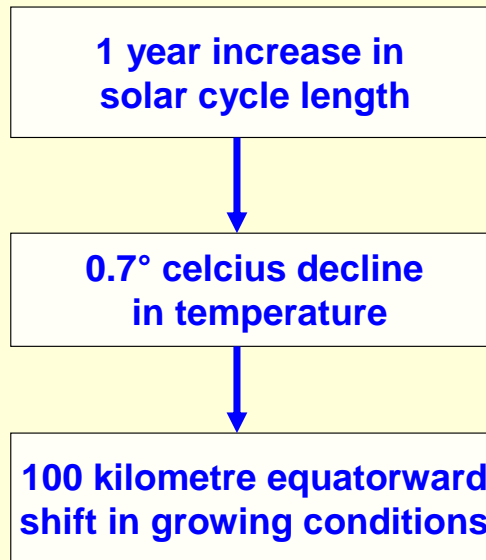 1 year increase in
solar cycle length
0.7° celcius decline
in temperature
100 kilometre equatorward
shift in growing conditions